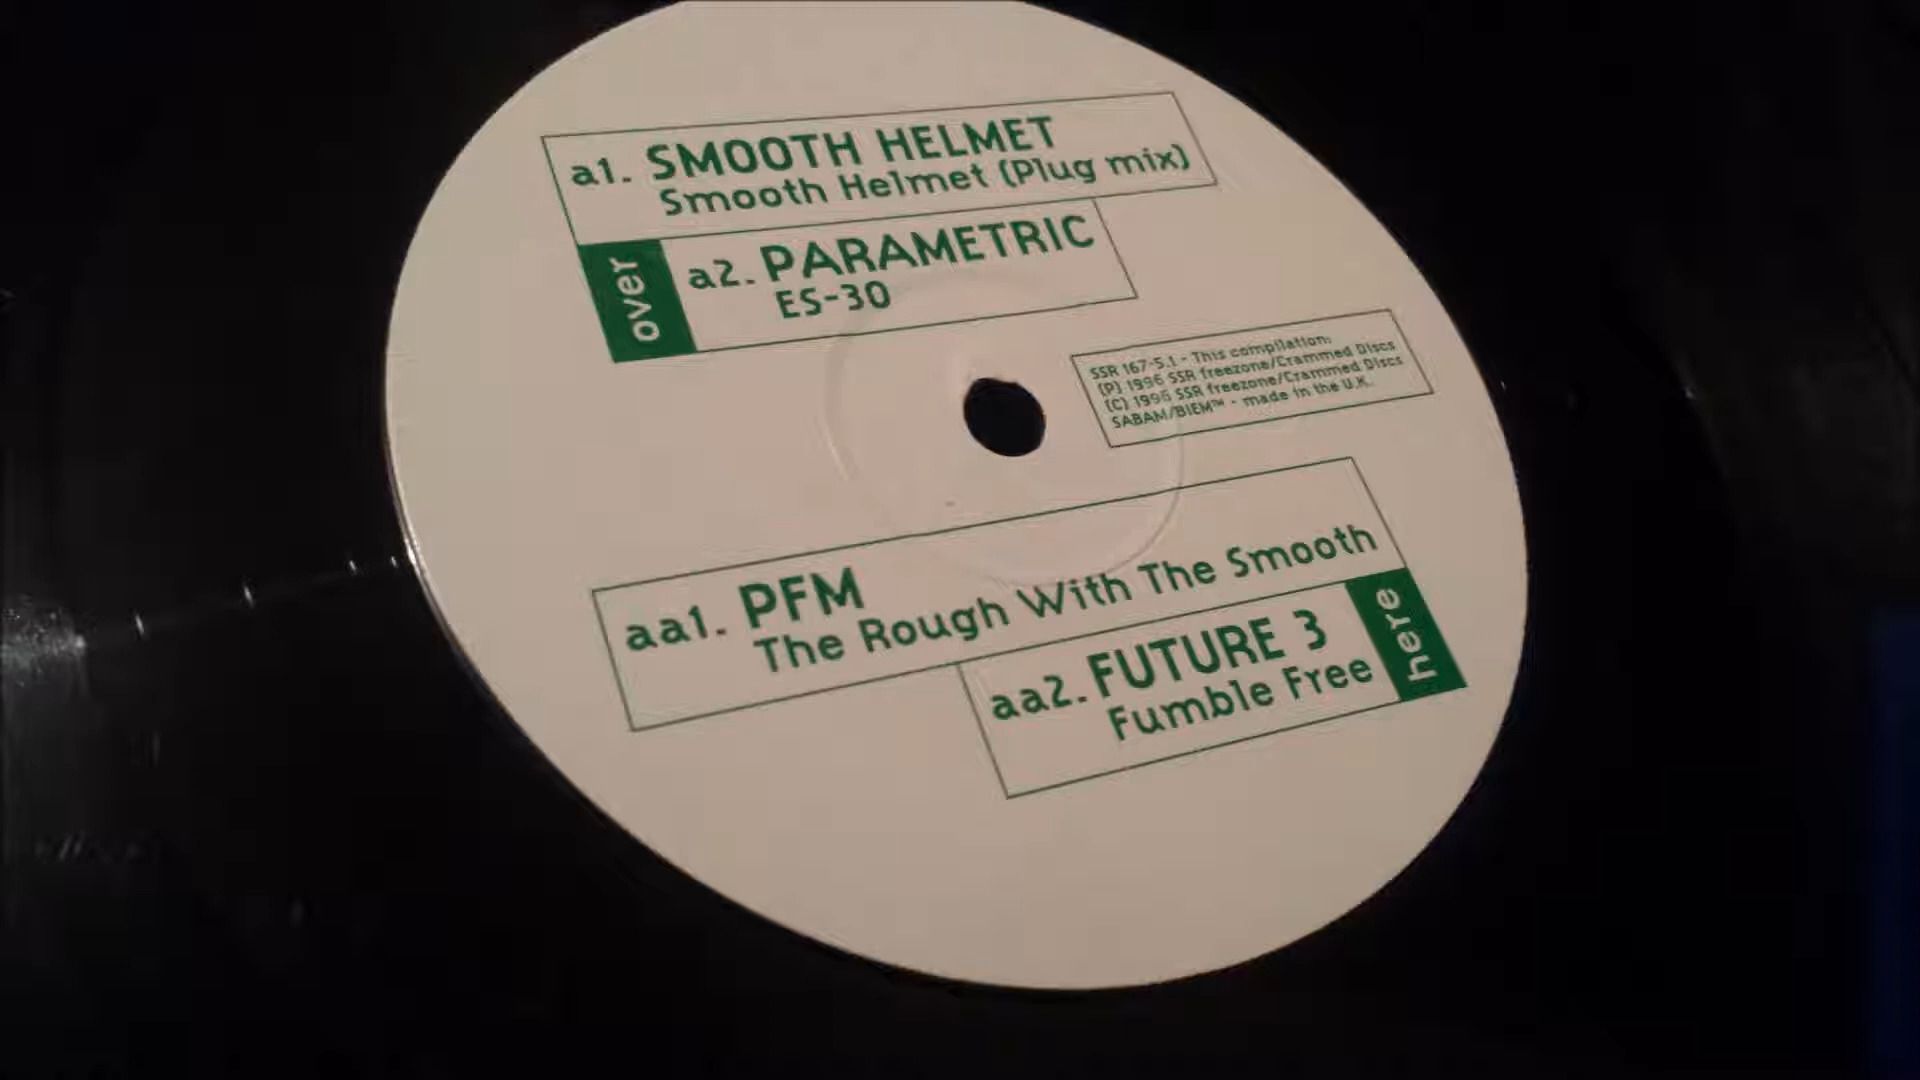 a1. SMOOTH HELMET
Smooth Helmet (Plug mix)
over
a2. PARAMETRIC
ES-30
SSR 167-5.1 - This compilation:
(P) 1996 SSR freezone/Crammed Discs
(C) 1996 SSR freezone/Crammed Discs
SABAM/BIEM™ - made in the U.K.
aa1. PFM
The Rough With The Smooth
aa2. FUTURE 3
Fumble Free
here